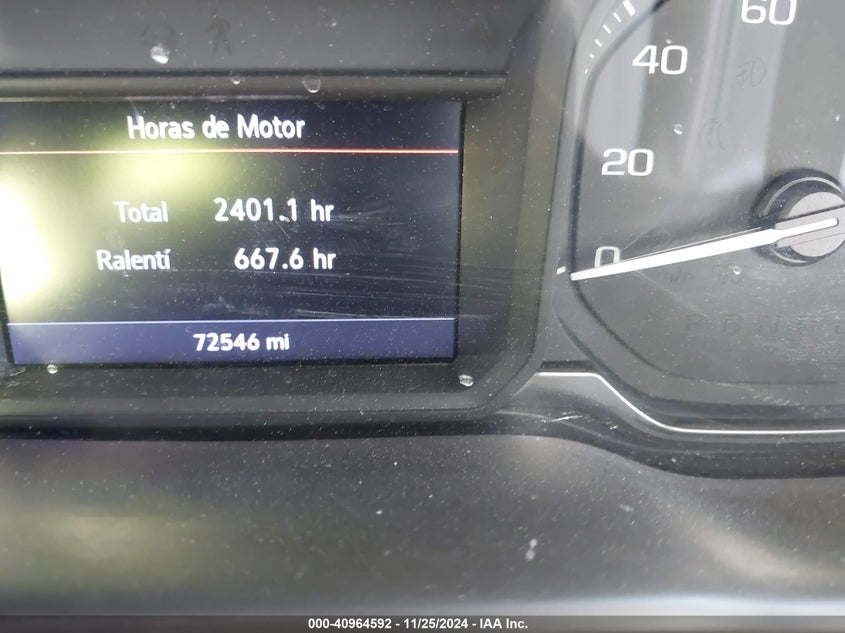 Horas de Motor
Total 2401.1 hr
Ralentí 667.6 hr
72546 mi
60
40
20
0
000-40964592 - 11/25/2024 - IAA Inc.